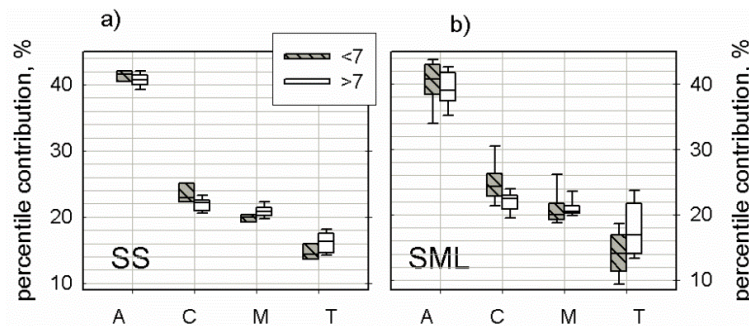 a)
b)
<7
>7
percentile contribution, %
40
30
20
10
SS
A C M T
SML
A C M T
40
30
20
10
percentile contribution, %